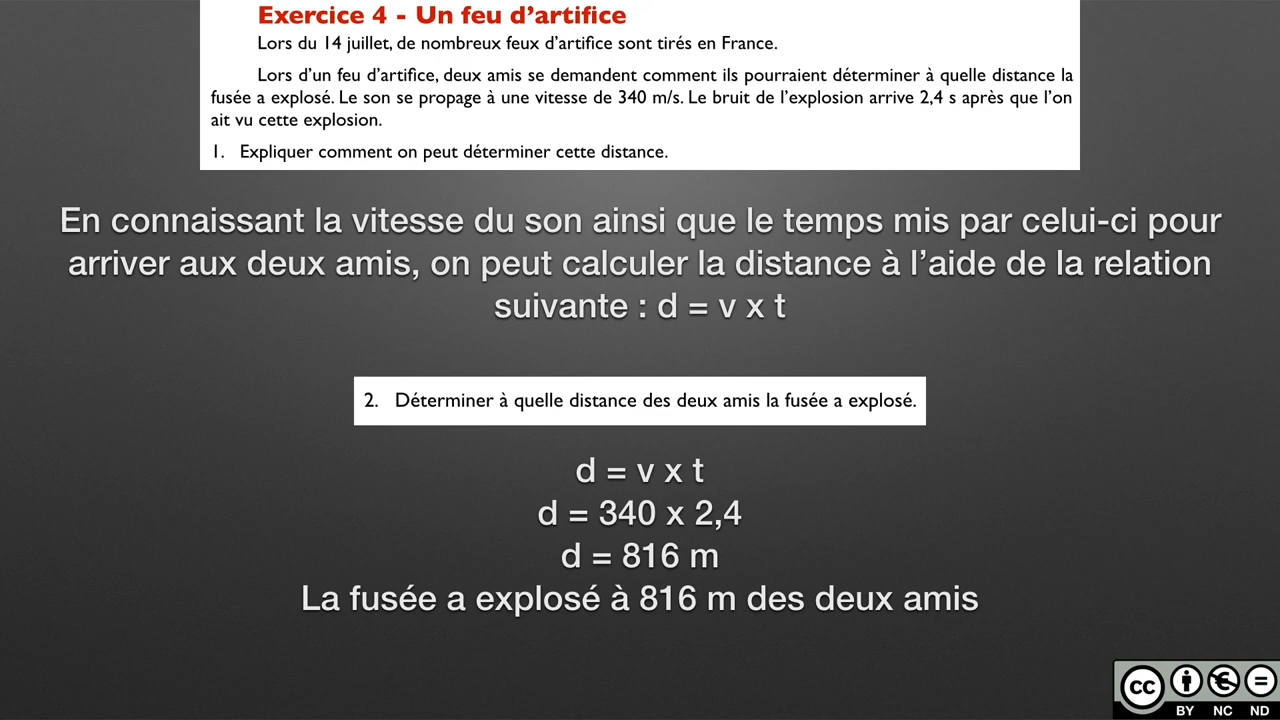 Exercice 4 - Un feu d’artifice
Lors du 14 juillet, de nombreux feux d’artifice sont tirés en France.
Lors d’un feu d’artifice, deux amis se demandent comment ils pourraient déterminer à quelle distance la
fusée a explosé. Le son se propage à une vitesse de 340 m/s. Le bruit de l’explosion arrive 2,4 s après que l’on
ait vu cette explosion.
1. Expliquer comment on peut déterminer cette distance.
En connaissant la vitesse du son ainsi que le temps mis par celui-ci pour
arriver aux deux amis, on peut calculer la distance à l’aide de la relation
suivante : d = v x t
2. Déterminer à quelle distance des deux amis la fusée a explosé.
d = v x t
d = 340 x 2,4
d = 816 m
La fusée a explosé à 816 m des deux amis
cc
BY NC ND